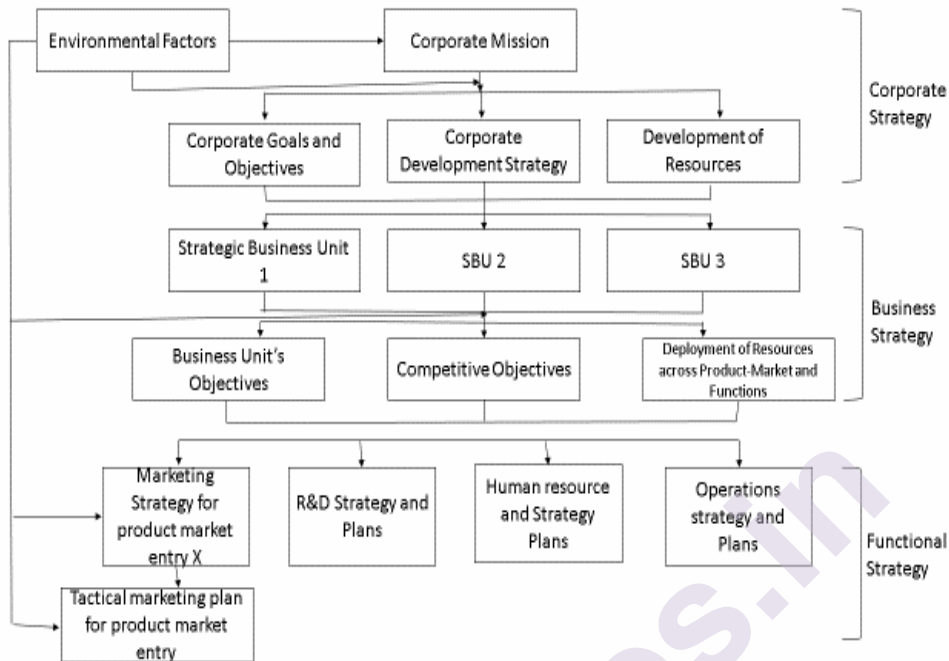 Environmental Factors
Corporate Mission
Corporate
Strategy
Corporate Goals and
Objectives
Corporate
Development Strategy
Development of
Resources
Strategic Business Unit
1
SBU 2
SBU 3
Business
Strategy
Business Unit's
Objectives
Competitive Objectives
Deployment of Resources
across Product-Market and
Functions
Marketing
Strategy for
product market
entry X
R&D Strategy and
Plans
Human resource
and Strategy
Plans
Operations
strategy and
Plans
Functional
Strategy
Tactical marketing plan
for product market
entry